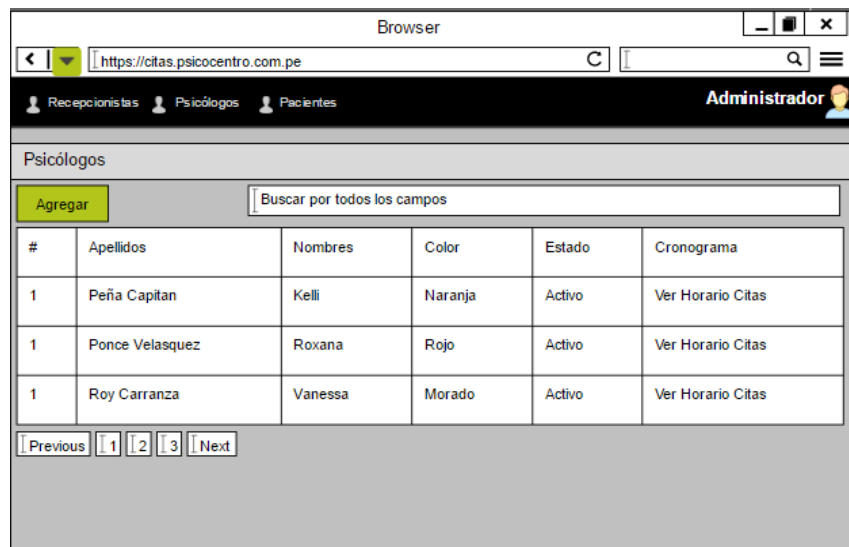 Browser
https://citas.psicocentro.com.pe
Recepcionistas Psicólogos Pacientes Administrador
Psicólogos
Agregar Buscar por todos los campos
# Apellidos Nombres Color Estado Cronograma
1 Peña Capitan Kelli Naranja Activo Ver Horario Citas
1 Ponce Velasquez Roxana Rojo Activo Ver Horario Citas
1 Roy Carranza Vanessa Morado Activo Ver Horario Citas
Previous 1 2 3 Next